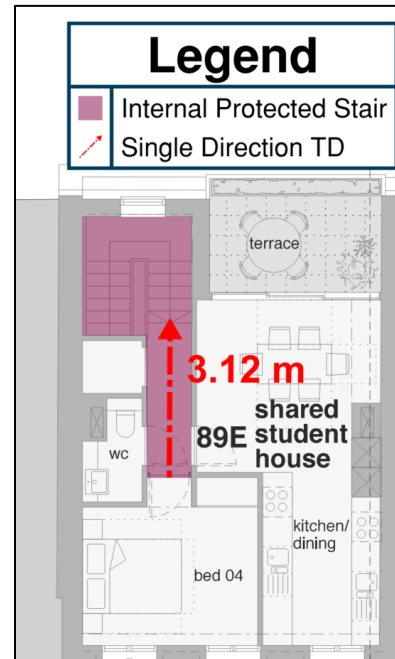 Legend
Internal Protected Stair
Single Direction TD
terrace
3.12 m
shared
89E student
house
wc
kitchen/
dining
bed 04